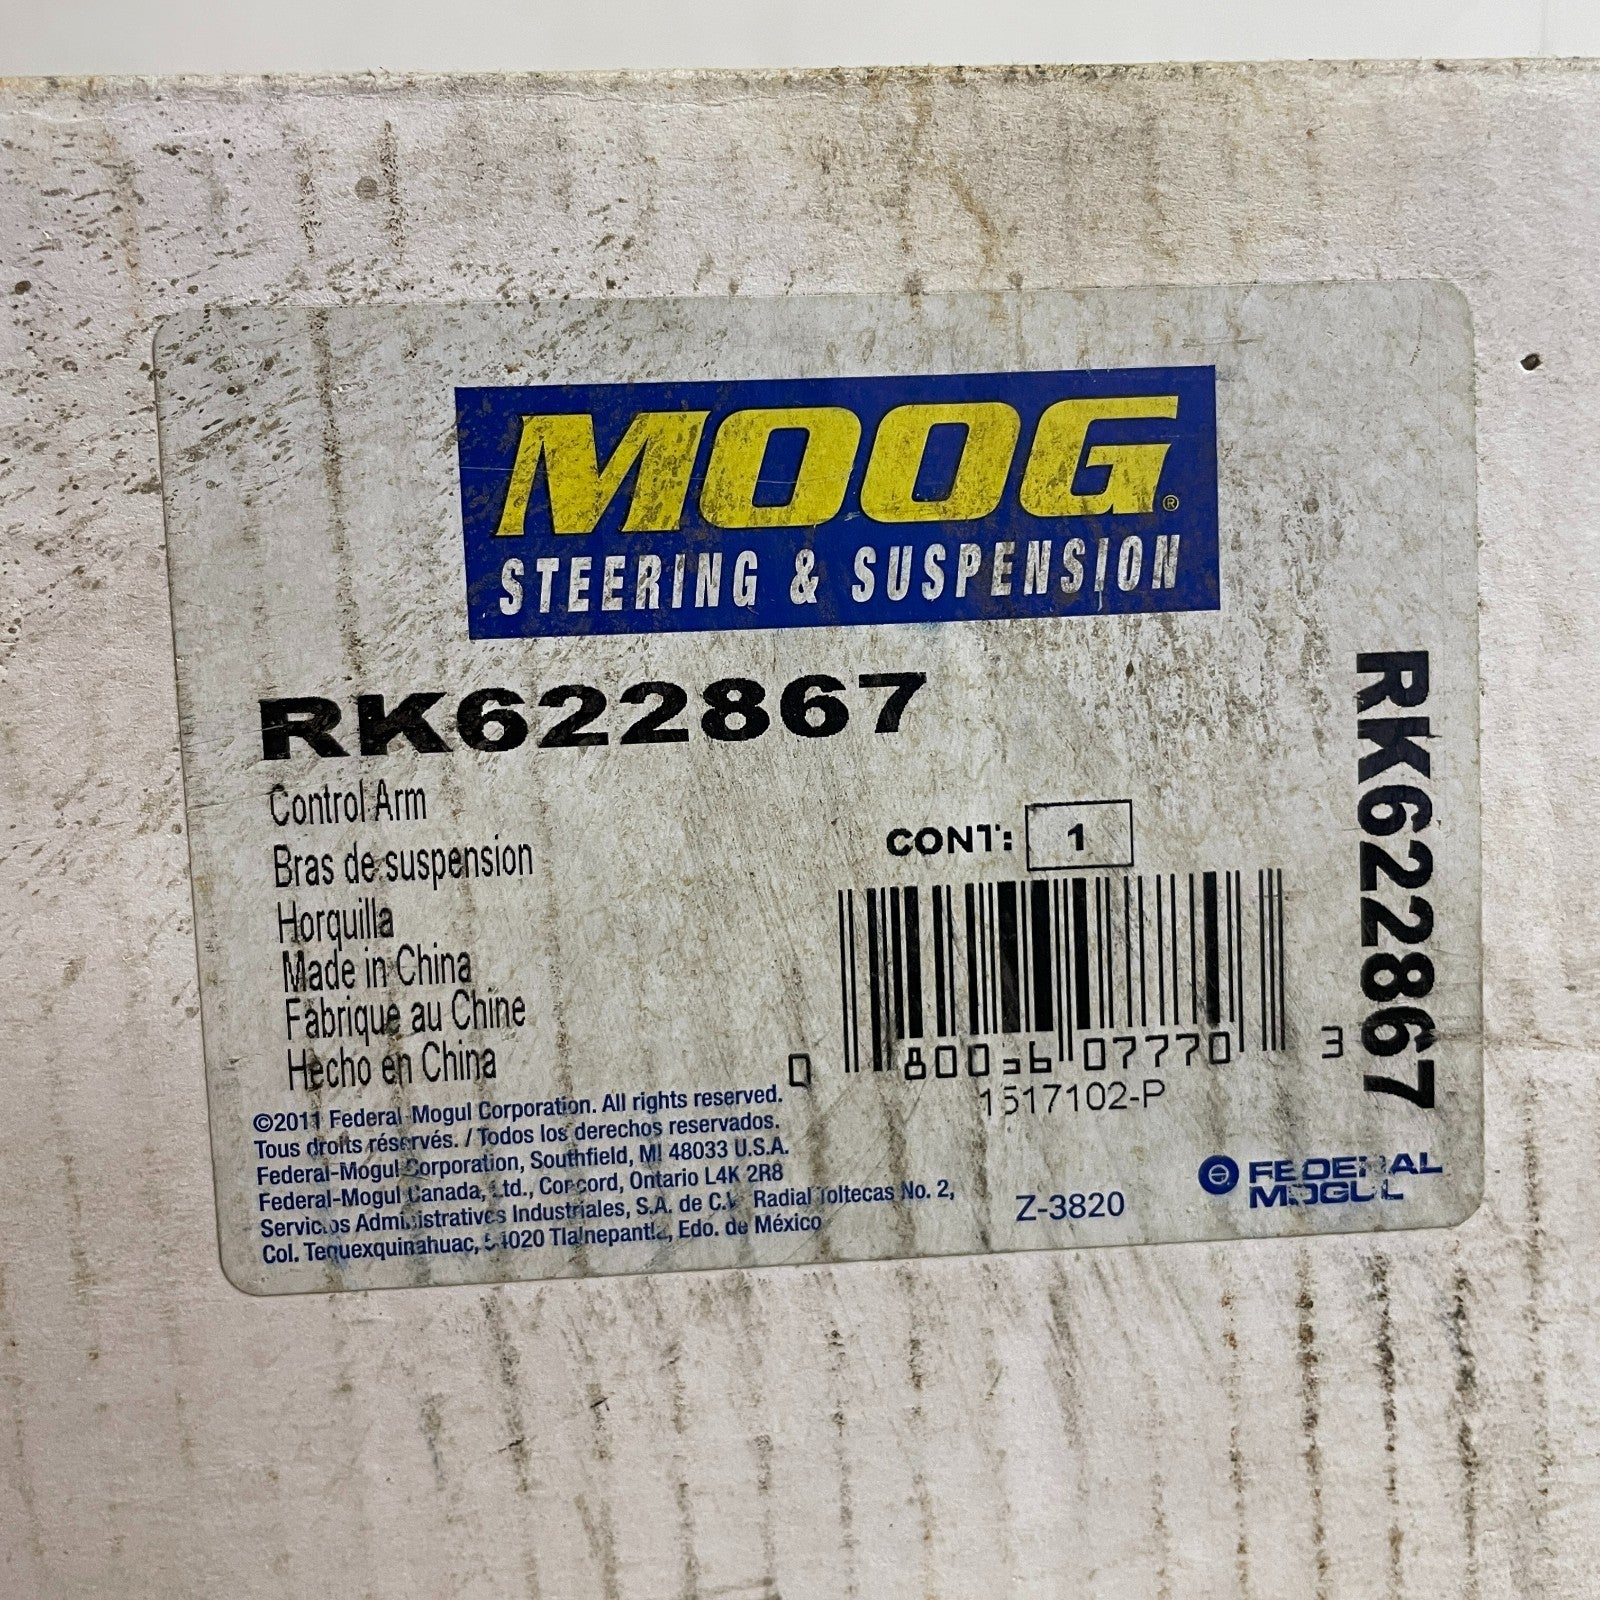 MOOG®
STEERING & SUSPENSION
RK622867
Control Arm
Bras de suspension
Horquilla
Made in China
Fabrique au Chine
Hecho en China
CONT: 1
0 80066 07770 3
1517102-P
RK622867
©2011 Federal-Mogul Corporation. All rights reserved.
Tous droits réservés. / Todos los derechos reservados.
Federal-Mogul Corporation, Southfield, MI 48033 U.S.A.
Federal-Mogul Canada, Ltd., Concord, Ontario L4K 2R8
Servicios Administrativos Industriales, S.A. de C.V. Radial Toltecas No. 2,
Col. Tequexquinahuac, 54020 Tlalnepantla, Edo. de México
Z-3820
FEDERAL
MOGUL